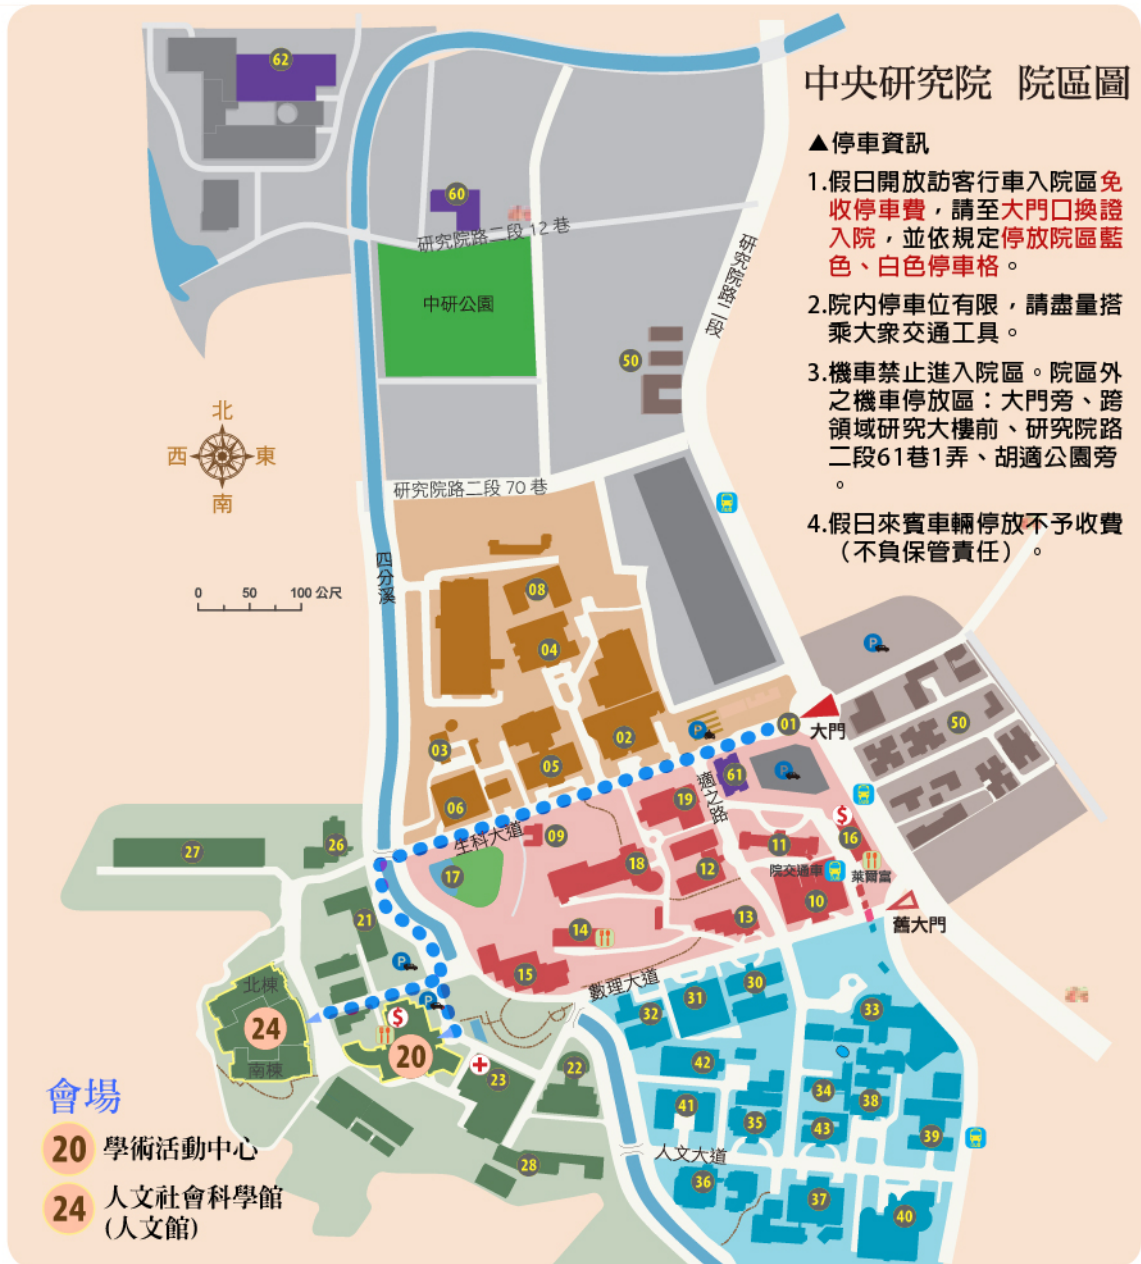 中央研究院 院區圖
▲停車資訊
1.假日開放訪客行車入院區免
收停車費，請至大門口換證
入院，並依規定停放院區藍
色、白色停車格。
2.院內停車位有限，請盡量搭
乘大眾交通工具。
3.機車禁止進入院區。院區外
之機車停放區：大門旁、跨
領域研究大樓前、研究院路
二段61巷1弄、胡適公園旁
。
4.假日來賓車輛停放不予收費
（不負保管責任）。
62
60
研究院路二段 12 巷
研究院路二段
中研公園
50
北
西
東
南
研究院路二段 70 巷
0 50 100 公尺
四分溪
08
04
P
02
03
05
06
P
01
大門
50
61
P
適之路
19
生科大道
09
$
16
11
院交通車
萊爾富
27
26
17
18
12
10
舊大門
21
14
13
P
15
數理大道
北棟
24
南棟
P
$
20
30
31
32
33
23
22
42
34
38
41
35
43
39
28
人文大道
36
37
40
會場
20 學術活動中心
24 人文社會科學館
(人文館)